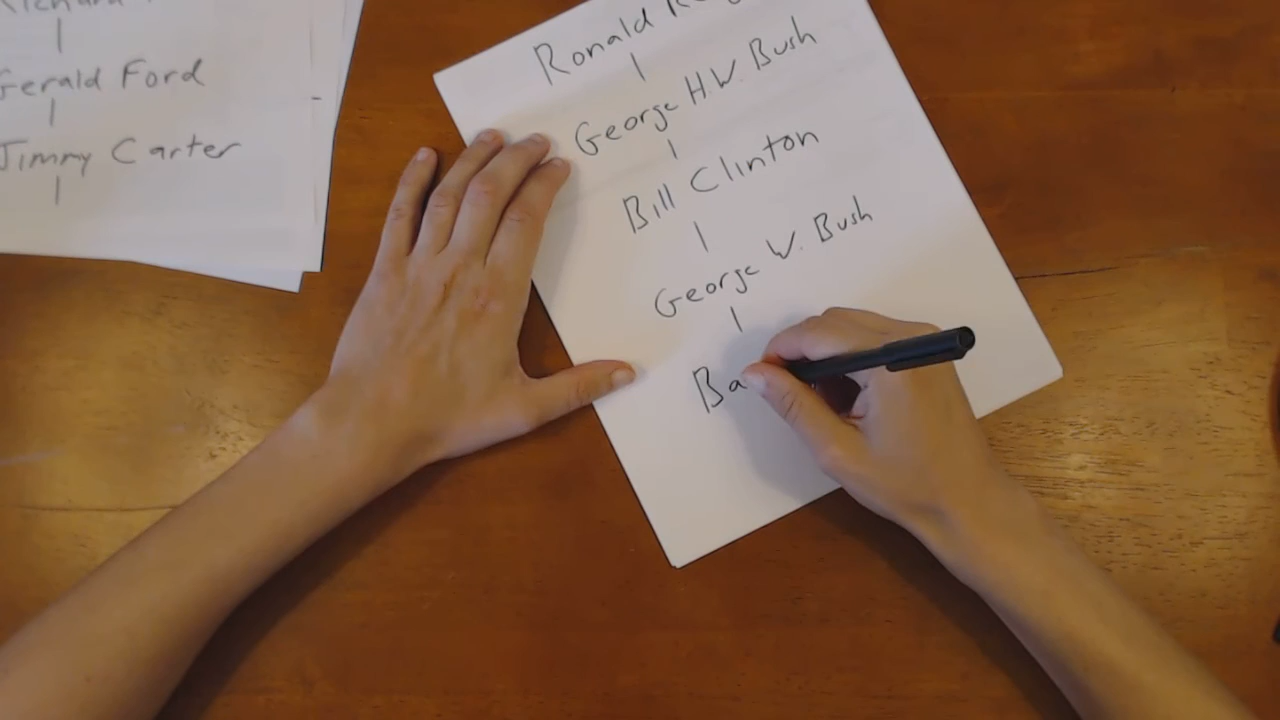 Gerald Ford
Jimmy Carter
Ronald
George H.W. Bush
Bill Clinton
George W. Bush
Ba